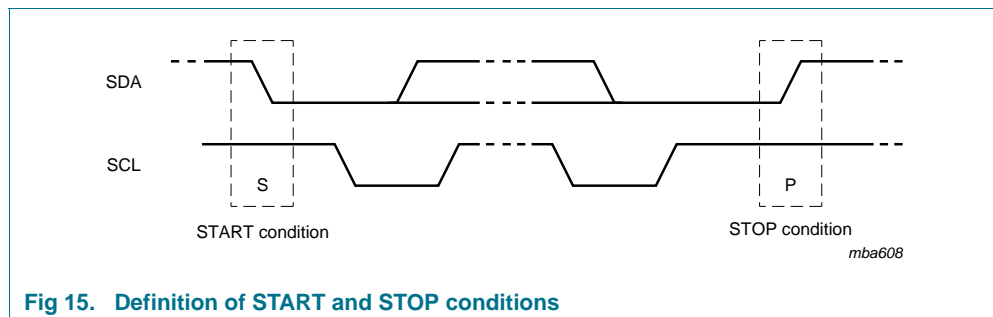 SDA
SCL
S
P
START condition
STOP condition
mba608
Fig 15. Definition of START and STOP conditions